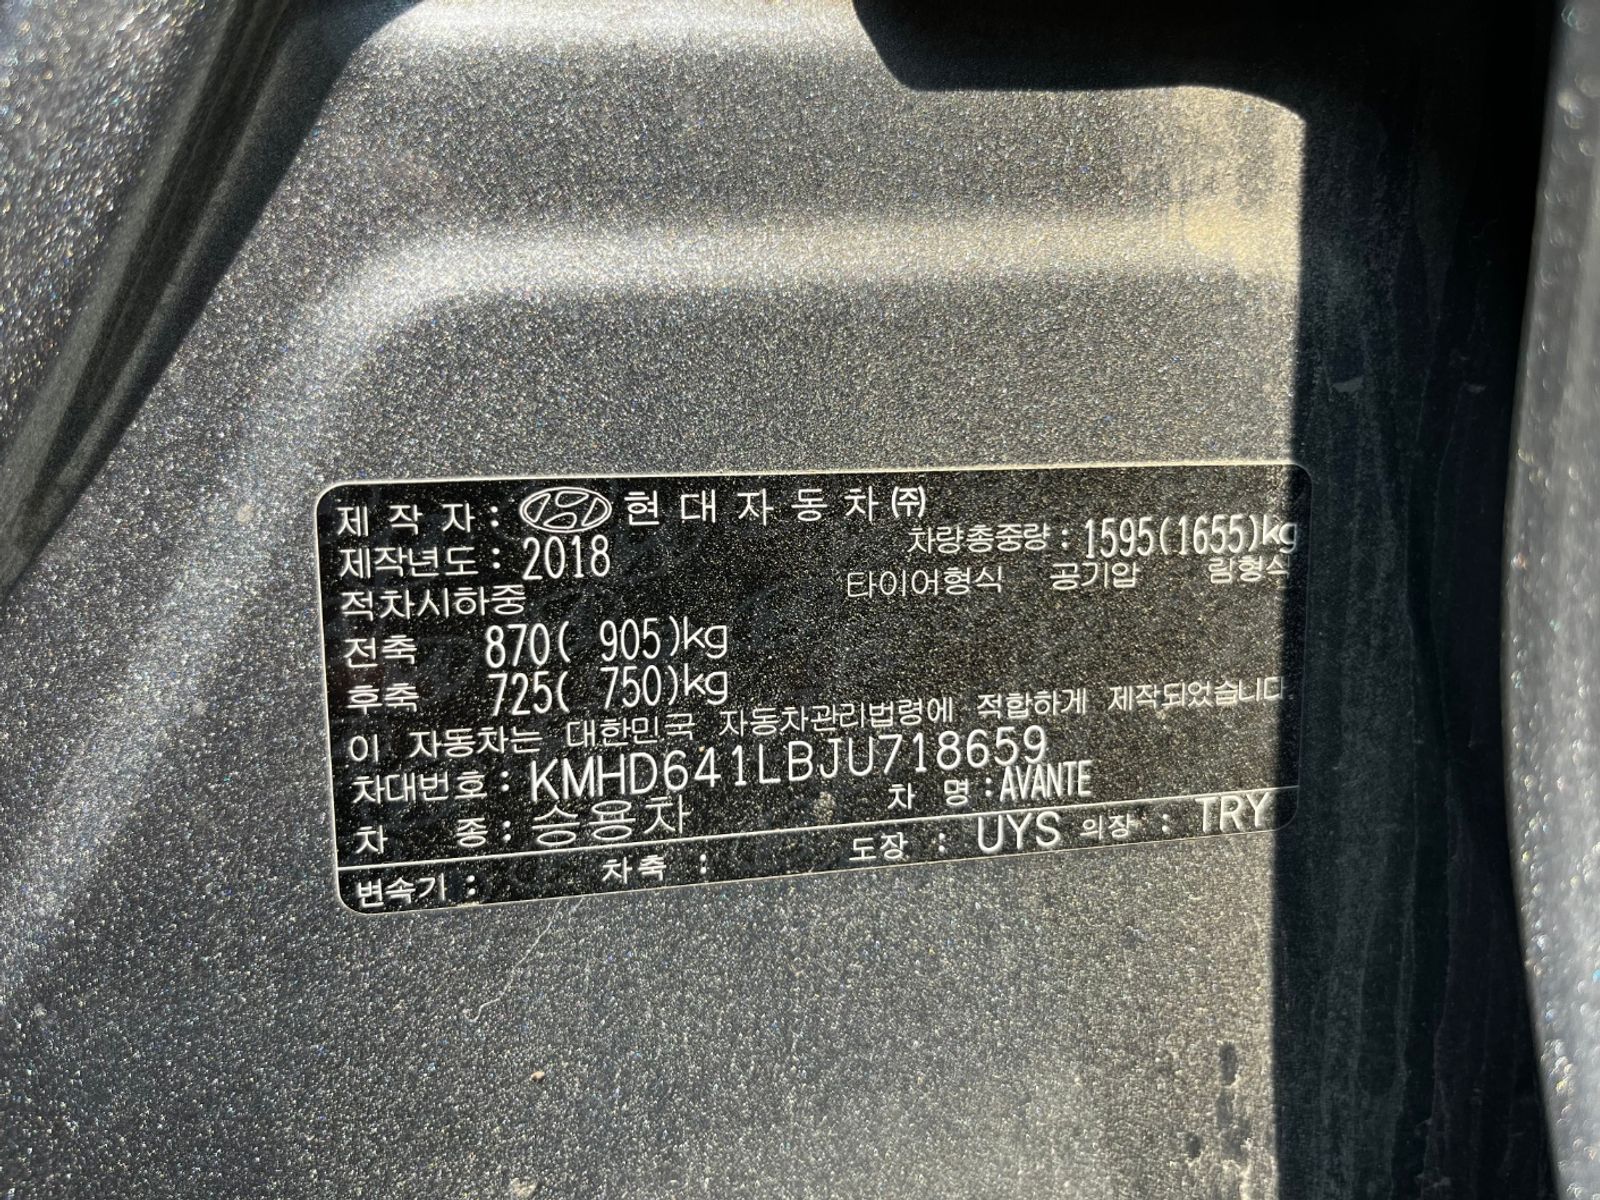 제 작 자 : 현 대 자 동 차 ㈜
제작년도 : 2018
차량총중량 : 1595(1655)kg
적차시하중
타이어형식 공기압 림형식
전축 870( 905)kg
후축 725( 750)kg
이 자동차는 대한민국 자동차관리법령에 적합하게 제작되었습니다.
차대번호 : KMHD641LBJU718659
차 종 : 승용차
차 명 : AVANTE
변속기 : 차축 : 도장 : UYS 의장 : TRY